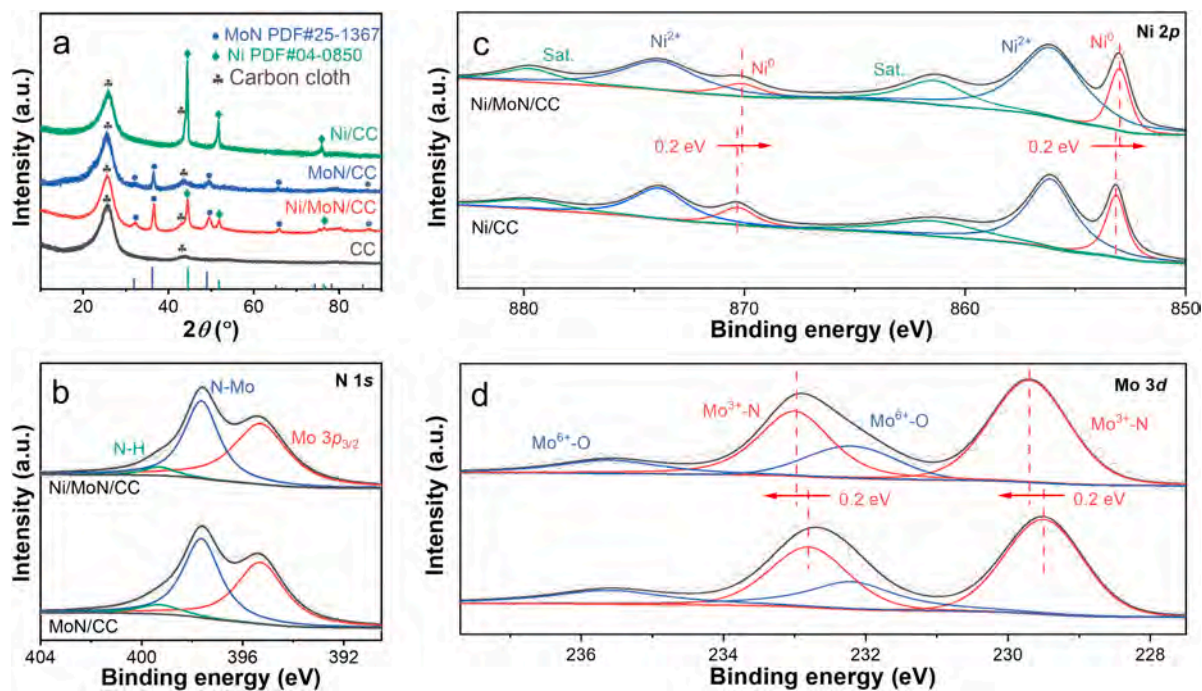 a
MoN PDF#25-1367
Ni PDF#04-0850
Carbon cloth
Ni/CC
MoN/CC
Ni/MoN/CC
CC
Intensity (a.u.)
20 40 60 80
2θ (°)
c
Ni 2p
Sat.
Ni²⁺
Ni⁰
Sat.
Ni²⁺
Ni⁰
Ni/MoN/CC
0.2 eV
0.2 eV
Ni/CC
Intensity (a.u.)
880 870 860 850
Binding energy (eV)
b
N 1s
N-Mo
N-H
Mo 3p₃/₂
Ni/MoN/CC
MoN/CC
Intensity (a.u.)
404 400 396 392
Binding energy (eV)
d
Mo 3d
Mo⁶⁺-O
Mo³⁺-N
Mo⁶⁺-O
Mo³⁺-N
0.2 eV
0.2 eV
Intensity (a.u.)
236 234 232 230 228
Binding energy (eV)